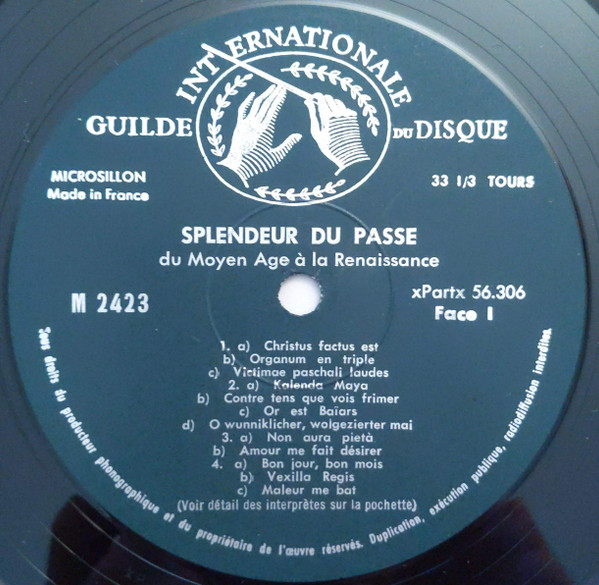 GUILDE INTERNATIONALE DU DISQUE
MICROSILLON
Made in France
33 1/3 TOURS
SPLENDEUR DU PASSE
du Moyen Age à la Renaissance
M 2423
xPartx 56.306
Face I
1. a) Christus factus est
b) Organum en triple
c) Victimae paschali laudes
2. a) Kalenda Maya
b) Contre tens que vois frimer
c) Or est Baïars
d) O wunniklicher, wolgezierter mai
3. a) Non aura pietà
b) Amour me fait désirer
4. a) Bon jour, bon mois
b) Vexilla Regis
c) Maleur me bat
(Voir détail des interprètes sur la pochette)
Tous droits du producteur phonographique et du propriétaire de l'œuvre réservés. Duplication, exécution publique, radiodiffusion interdites.